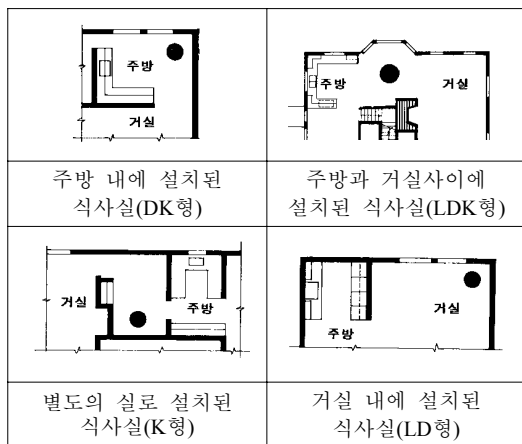 주방
거실
주방
거실
주방 내에 설치된
식사실(DK형)
주방과 거실사이에
설치된 식사실(LDK형)
거실
주방
거실
주방
별도의 실로 설치된
식사실(K형)
거실 내에 설치된
식사실(LD형)